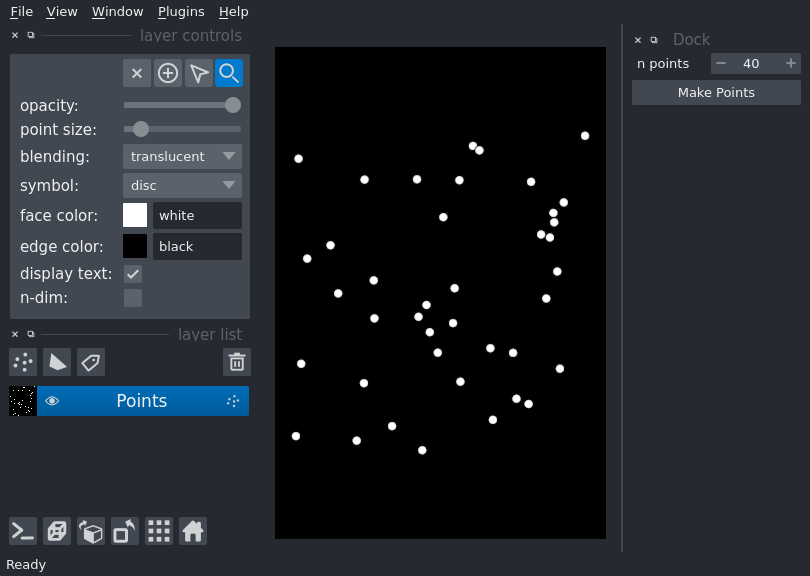 File View Window Plugins Help
layer controls
opacity:
point size:
blending: translucent
symbol: disc
face color: white
edge color: black
display text:
n-dim:
layer list
Points
Ready
Dock
n points 40
Make Points